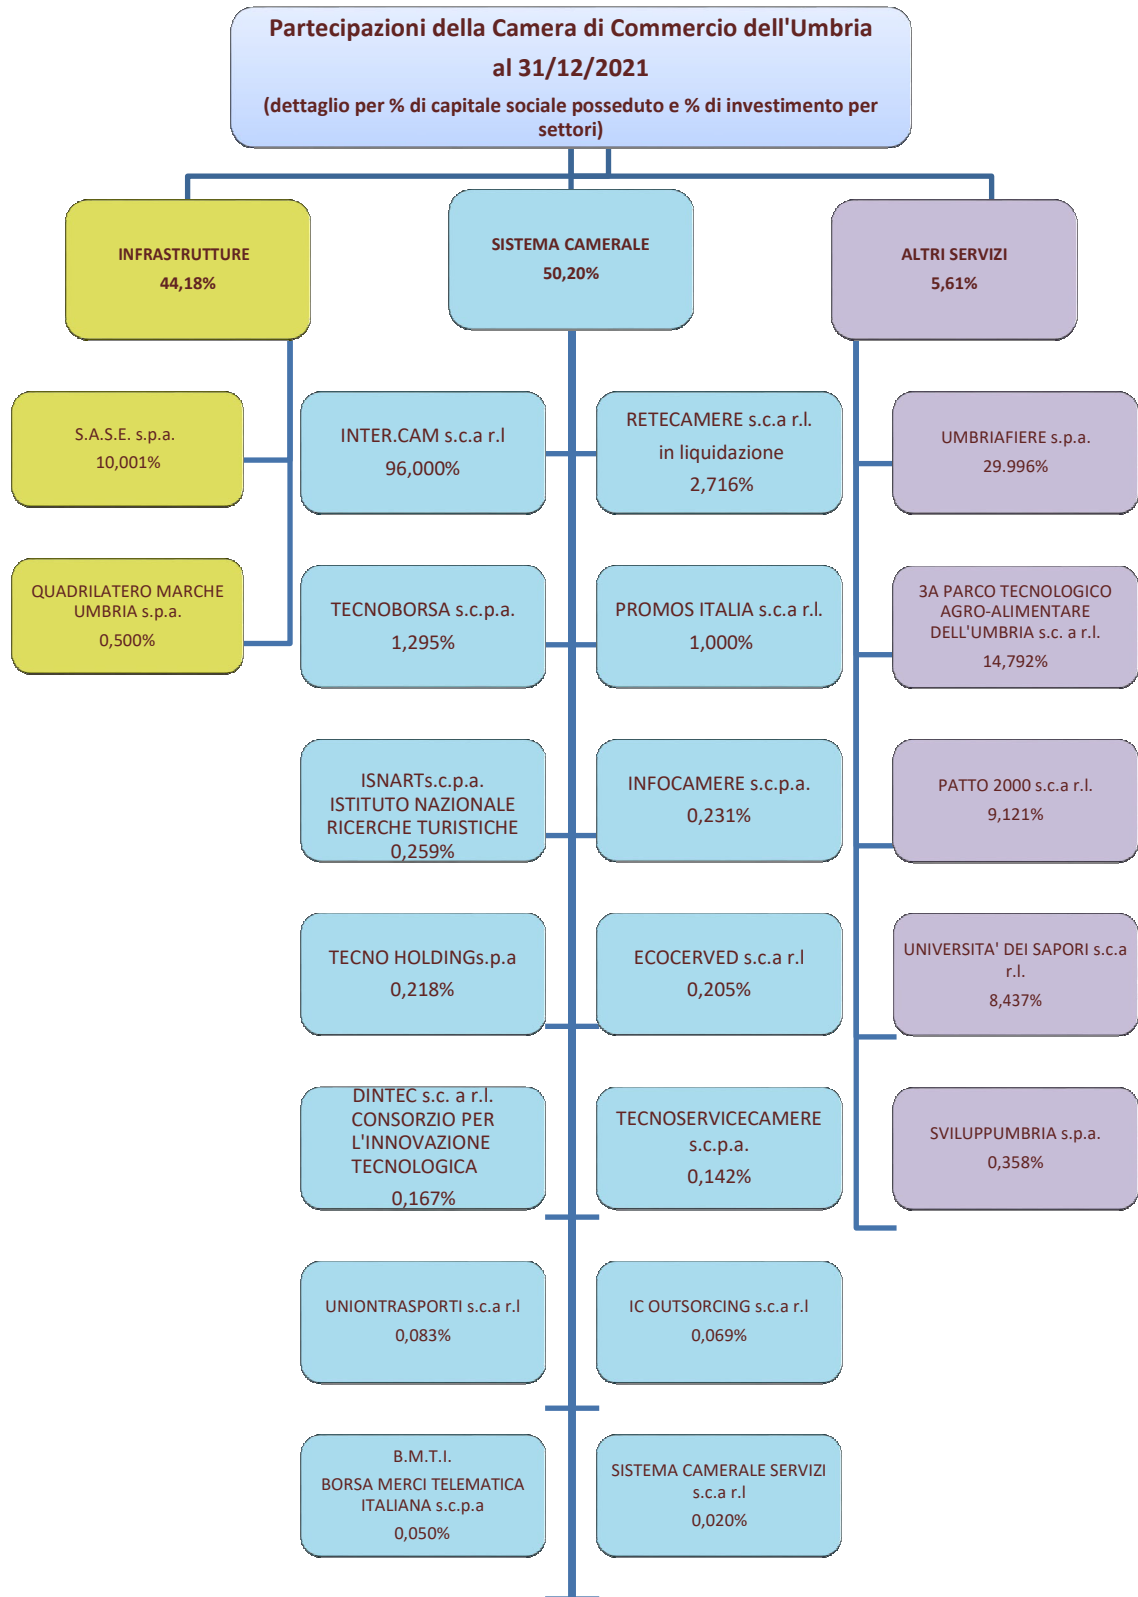 Partecipazioni della Camera di Commercio dell'Umbria
al 31/12/2021
(dettaglio per % di capitale sociale posseduto e % di investimento per
settori)
INFRASTRUTTURE
44,18%
SISTEMA CAMERALE
50,20%
ALTRI SERVIZI
5,61%
S.A.S.E. s.p.a.
10,001%
INTER.CAM s.c.a r.l
96,000%
RETECAMERE s.c.a r.l.
in liquidazione
2,716%
UMBRIAFIERE s.p.a.
29.996%
QUADRILATERO MARCHE
UMBRIA s.p.a.
0,500%
TECNOBORSA s.c.p.a.
1,295%
PROMOS ITALIA s.c.a r.l.
1,000%
3A PARCO TECNOLOGICO
AGRO-ALIMENTARE
DELL'UMBRIA s.c. a r.l.
14,792%
ISNARTs.c.p.a.
ISTITUTO NAZIONALE
RICERCHE TURISTICHE
0,259%
INFOCAMERE s.c.p.a.
0,231%
PATTO 2000 s.c.a r.l.
9,121%
TECNO HOLDINGs.p.a
0,218%
ECOCERVED s.c.a r.l
0,205%
UNIVERSITA' DEI SAPORI s.c.a
r.l.
8,437%
DINTEC s.c. a r.l.
CONSORZIO PER
L'INNOVAZIONE
TECNOLOGICA
0,167%
TECNOSERVICECAMERE
s.c.p.a.
0,142%
SVILUPPUMBRIA s.p.a.
0,358%
UNIONTRASPORTI s.c.a r.l
0,083%
IC OUTSORCING s.c.a r.l
0,069%
B.M.T.I.
BORSA MERCI TELEMATICA
ITALIANA s.c.p.a
0,050%
SISTEMA CAMERALE SERVIZI
s.c.a r.l
0,020%